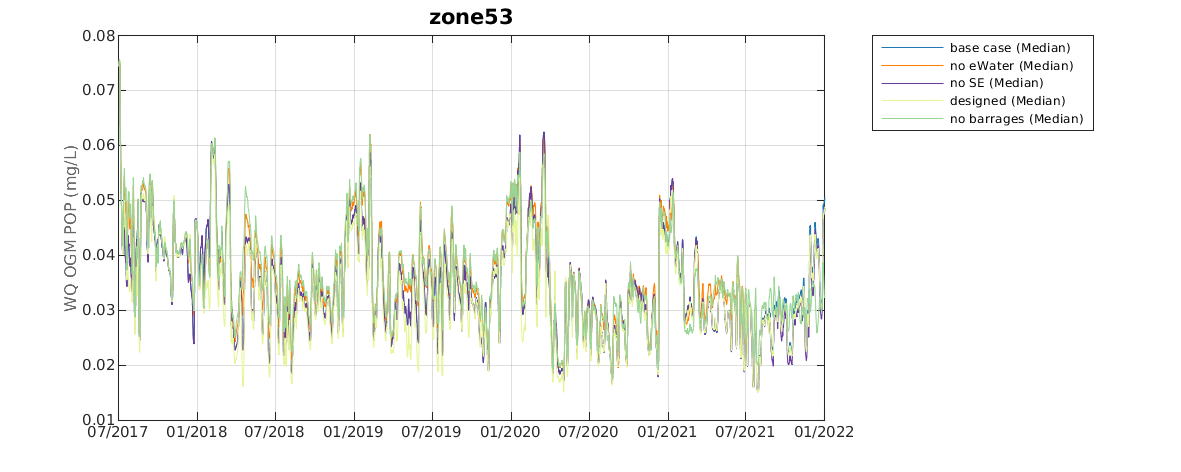 zone53
WQ OGM POP (mg/L)
0.08
0.07
0.06
0.05
0.04
0.03
0.02
0.01
07/2017 01/2018 07/2018 01/2019 07/2019 01/2020 07/2020 01/2021 07/2021 01/2022
base case (Median)
no eWater (Median)
no SE (Median)
designed (Median)
no barrages (Median)